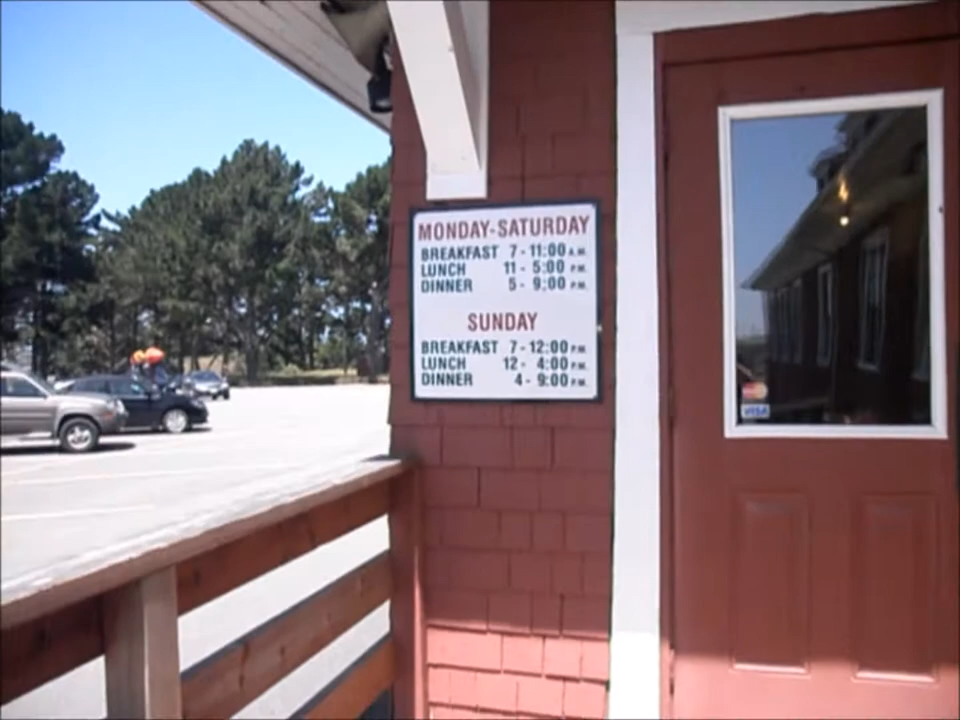 MONDAY-SATURDAY
BREAKFAST 7 - 11:00 A.M.
LUNCH 11 - 5:00 P.M.
DINNER 5 - 9:00 P.M.
SUNDAY
BREAKFAST 7 - 12:00 P.M.
LUNCH 12 - 4:00 P.M.
DINNER 4 - 9:00 P.M.
VISA